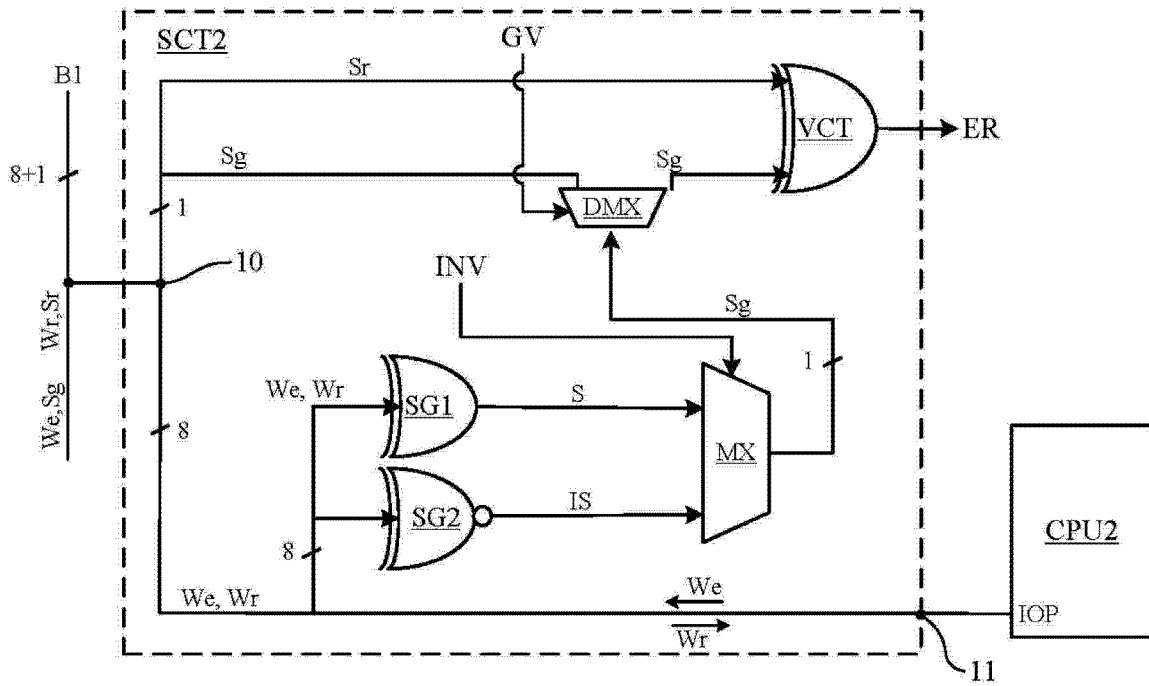 SCT2
GV
B1
Sr
8+1
Sg
Sg
VCT
ER
1
DMX
10
INV
Wr,Sr
Sg
1
We, Wr
SG1
S
We,Sg
8
MX
SG2
IS
8
CPU2
We, Wr
We
Wr
IOP
11